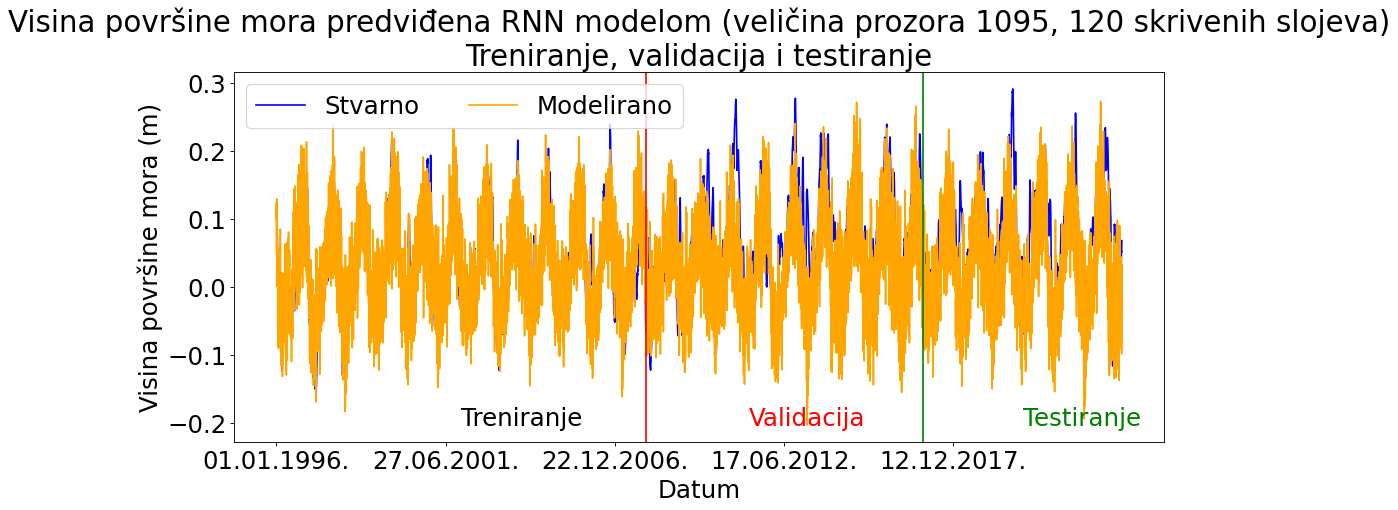 Visina površine mora predviđena RNN modelom (veličina prozora 1095, 120 skrivenih slojeva)
Treniranje, validacija i testiranje
Stvarno
Modelirano
Visina površine mora (m)
0.3
0.2
0.1
0.0
−0.1
−0.2
Treniranje
Validacija
Testiranje
01.01.1996.
27.06.2001.
22.12.2006.
17.06.2012.
12.12.2017.
Datum